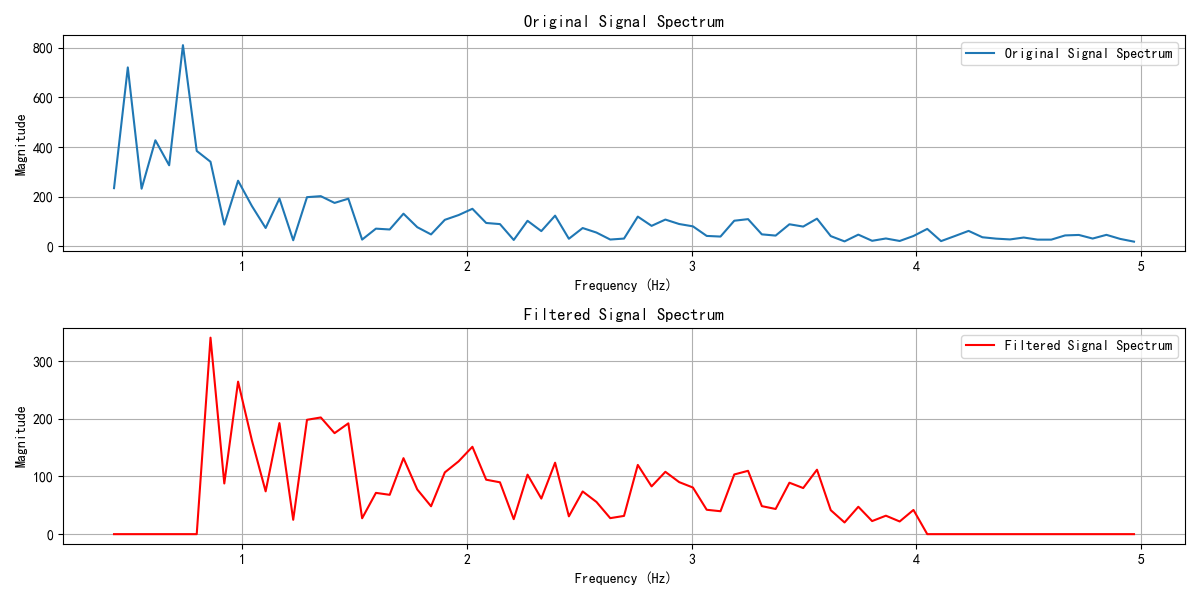 Original Signal Spectrum
Original Signal Spectrum
800
600
400
200
0
Magnitude
1 2 3 4 5
Frequency (Hz)
Filtered Signal Spectrum
Filtered Signal Spectrum
300
200
100
0
Magnitude
1 2 3 4 5
Frequency (Hz)